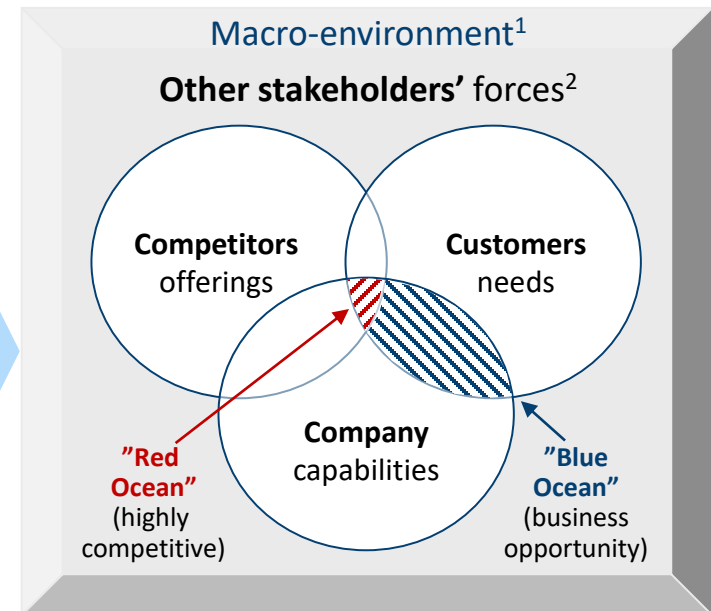 Macro-environment¹
Other stakeholders’ forces²
Competitors
offerings
Customers
needs
Company
capabilities
”Red
Ocean”
(highly
competitive)
”Blue
Ocean”
(business
opportunity)